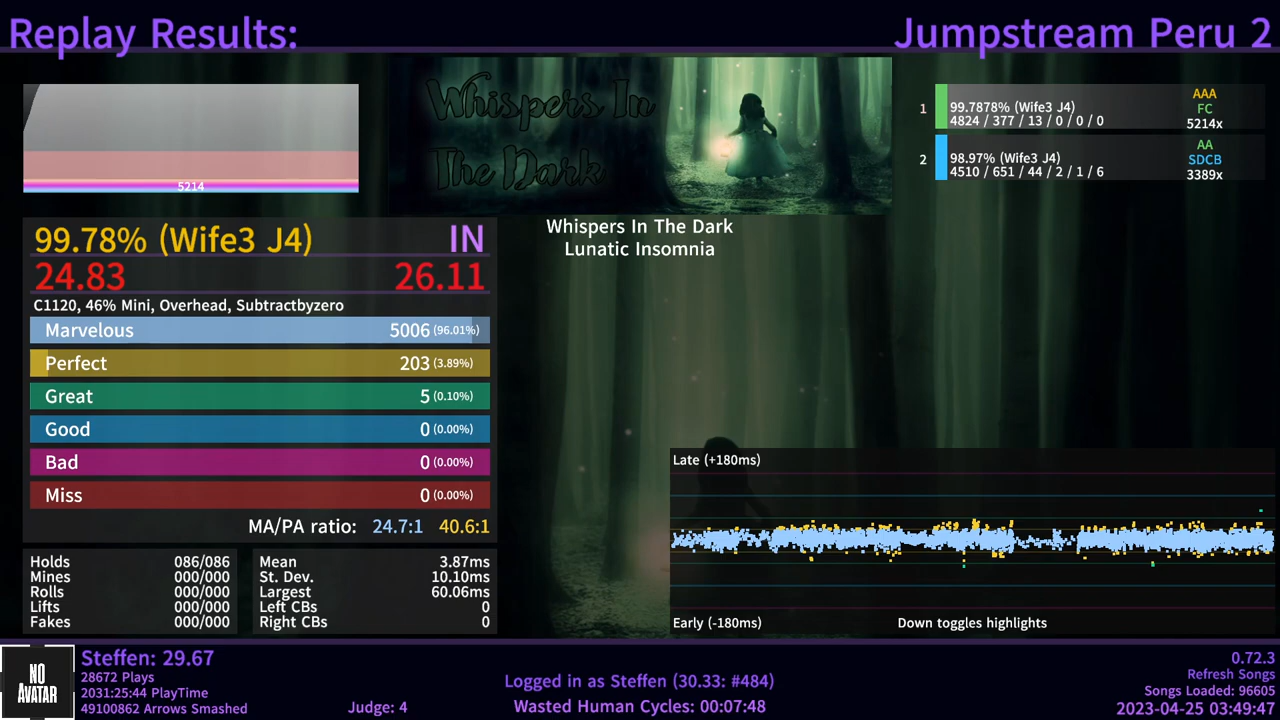 Replay Results:
Jumpstream Peru 2
Whispers In
The Dark
5214
1
99.7878% (Wife3 J4)
4824 / 377 / 13 / 0 / 0 / 0
AAA
FC
5214x
2
98.97% (Wife3 J4)
4510 / 651 / 44 / 2 / 1 / 6
AA
SDCB
3389x
99.78% (Wife3 J4)
IN
24.83
26.11
C1120, 46% Mini, Overhead, Subtractbyzero
Marvelous 5006 (96.01%)
Perfect 203 (3.89%)
Great 5 (0.10%)
Good 0 (0.00%)
Bad 0 (0.00%)
Miss 0 (0.00%)
MA/PA ratio: 24.7:1 40.6:1
Whispers In The Dark
Lunatic Insomnia
Holds 086/086
Mines 000/000
Rolls 000/000
Lifts 000/000
Fakes 000/000
Mean 3.87ms
St. Dev. 10.10ms
Largest 60.06ms
Left CBs 0
Right CBs 0
Late (+180ms)
Early (-180ms)
Down toggles highlights
NO
AVATAR
Steffen: 29.67
28672 Plays
2031:25:44 PlayTime
49100862 Arrows Smashed
Judge: 4
Logged in as Steffen (30.33: #484)
Wasted Human Cycles: 00:07:48
0.72.3
Refresh Songs
Songs Loaded: 96605
2023-04-25 03:49:47